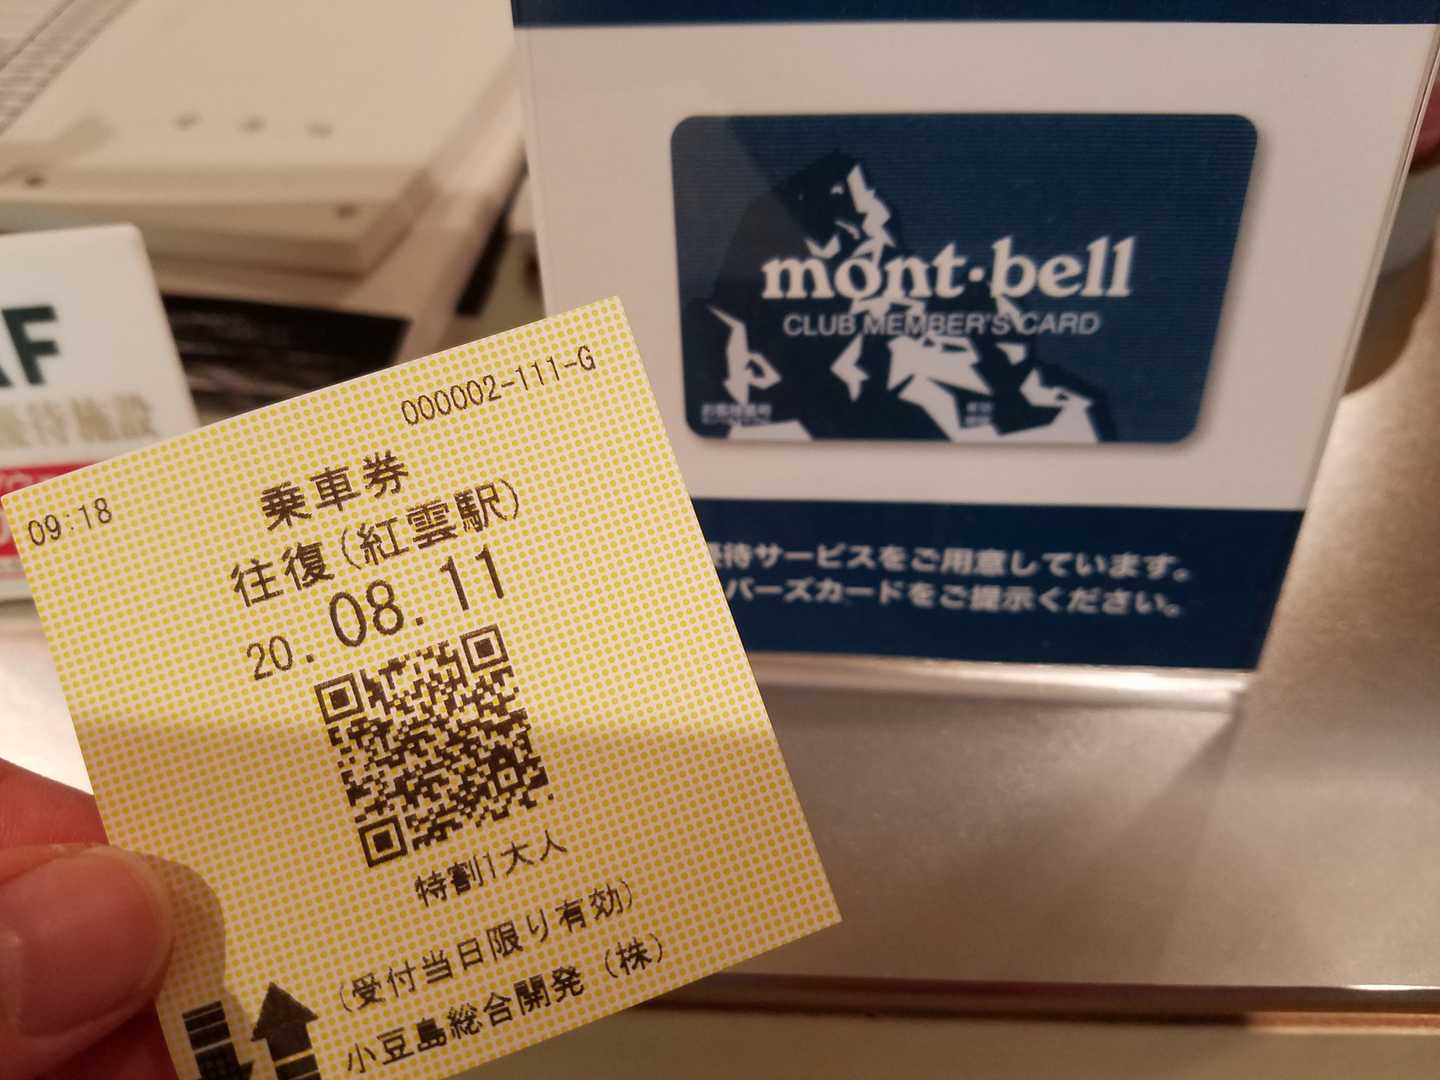 000002-111-G
09:18
乗車券
往復(紅雲駅)
20.08.11
特割1大人
(受付当日限り有効)
小豆島総合開発(株)
mont・bell
CLUB MEMBER'S CARD
待サービスをご用意しています。
バーズカードをご提示ください。
AF
優待施設